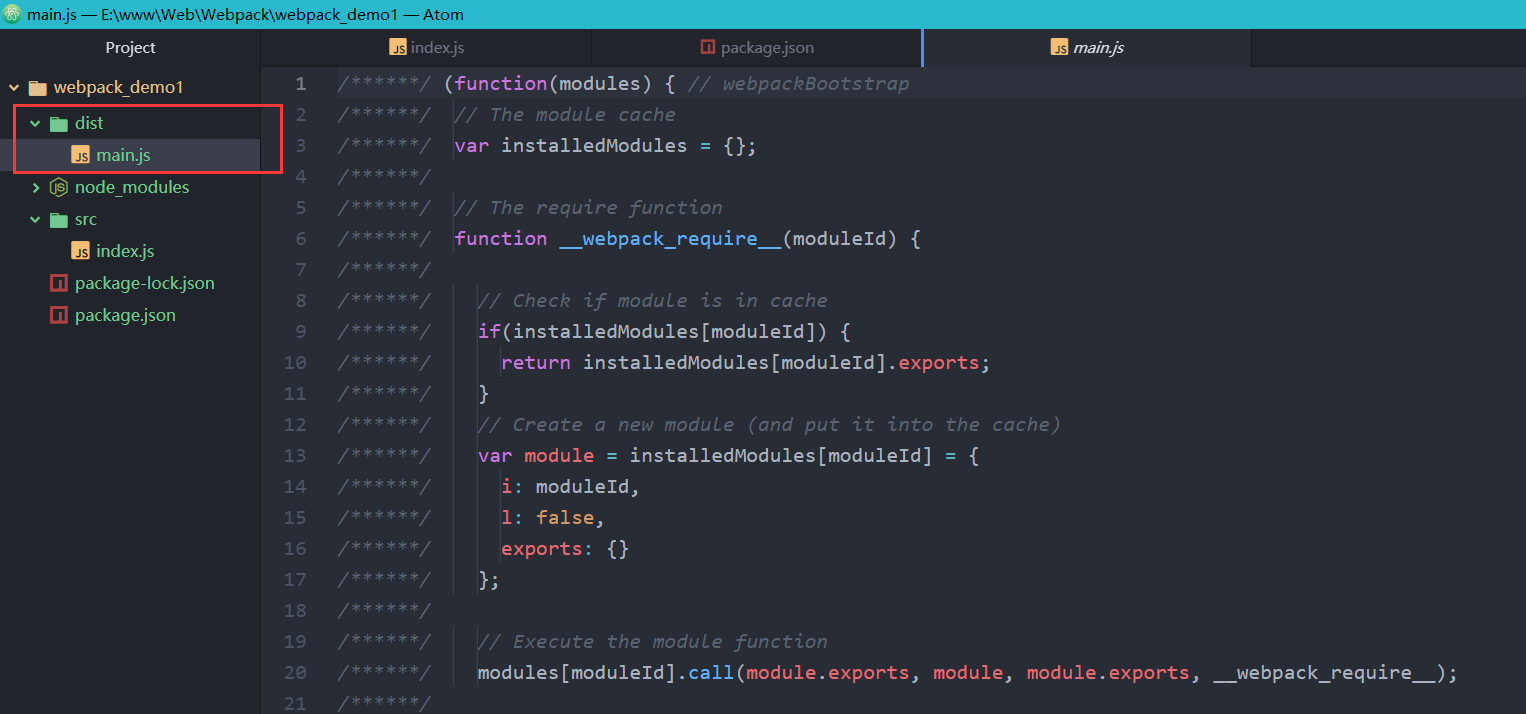 main.js — E:\www\Web\Webpack\webpack_demo1 — Atom
Project
webpack_demo1
dist
main.js
node_modules
src
index.js
package-lock.json
package.json
index.js
package.json
main.js
1 /******/ (function(modules) { // webpackBootstrap
2 /******/ // The module cache
3 /******/ var installedModules = {};
4 /******/
5 /******/ // The require function
6 /******/ function __webpack_require__(moduleId) {
7 /******/
8 /******/ // Check if module is in cache
9 /******/ if(installedModules[moduleId]) {
10 /******/ return installedModules[moduleId].exports;
11 /******/ }
12 /******/ // Create a new module (and put it into the cache)
13 /******/ var module = installedModules[moduleId] = {
14 /******/ i: moduleId,
15 /******/ l: false,
16 /******/ exports: {}
17 /******/ };
18 /******/
19 /******/ // Execute the module function
20 /******/ modules[moduleId].call(module.exports, module, module.exports, __webpack_require__);
21 /******/